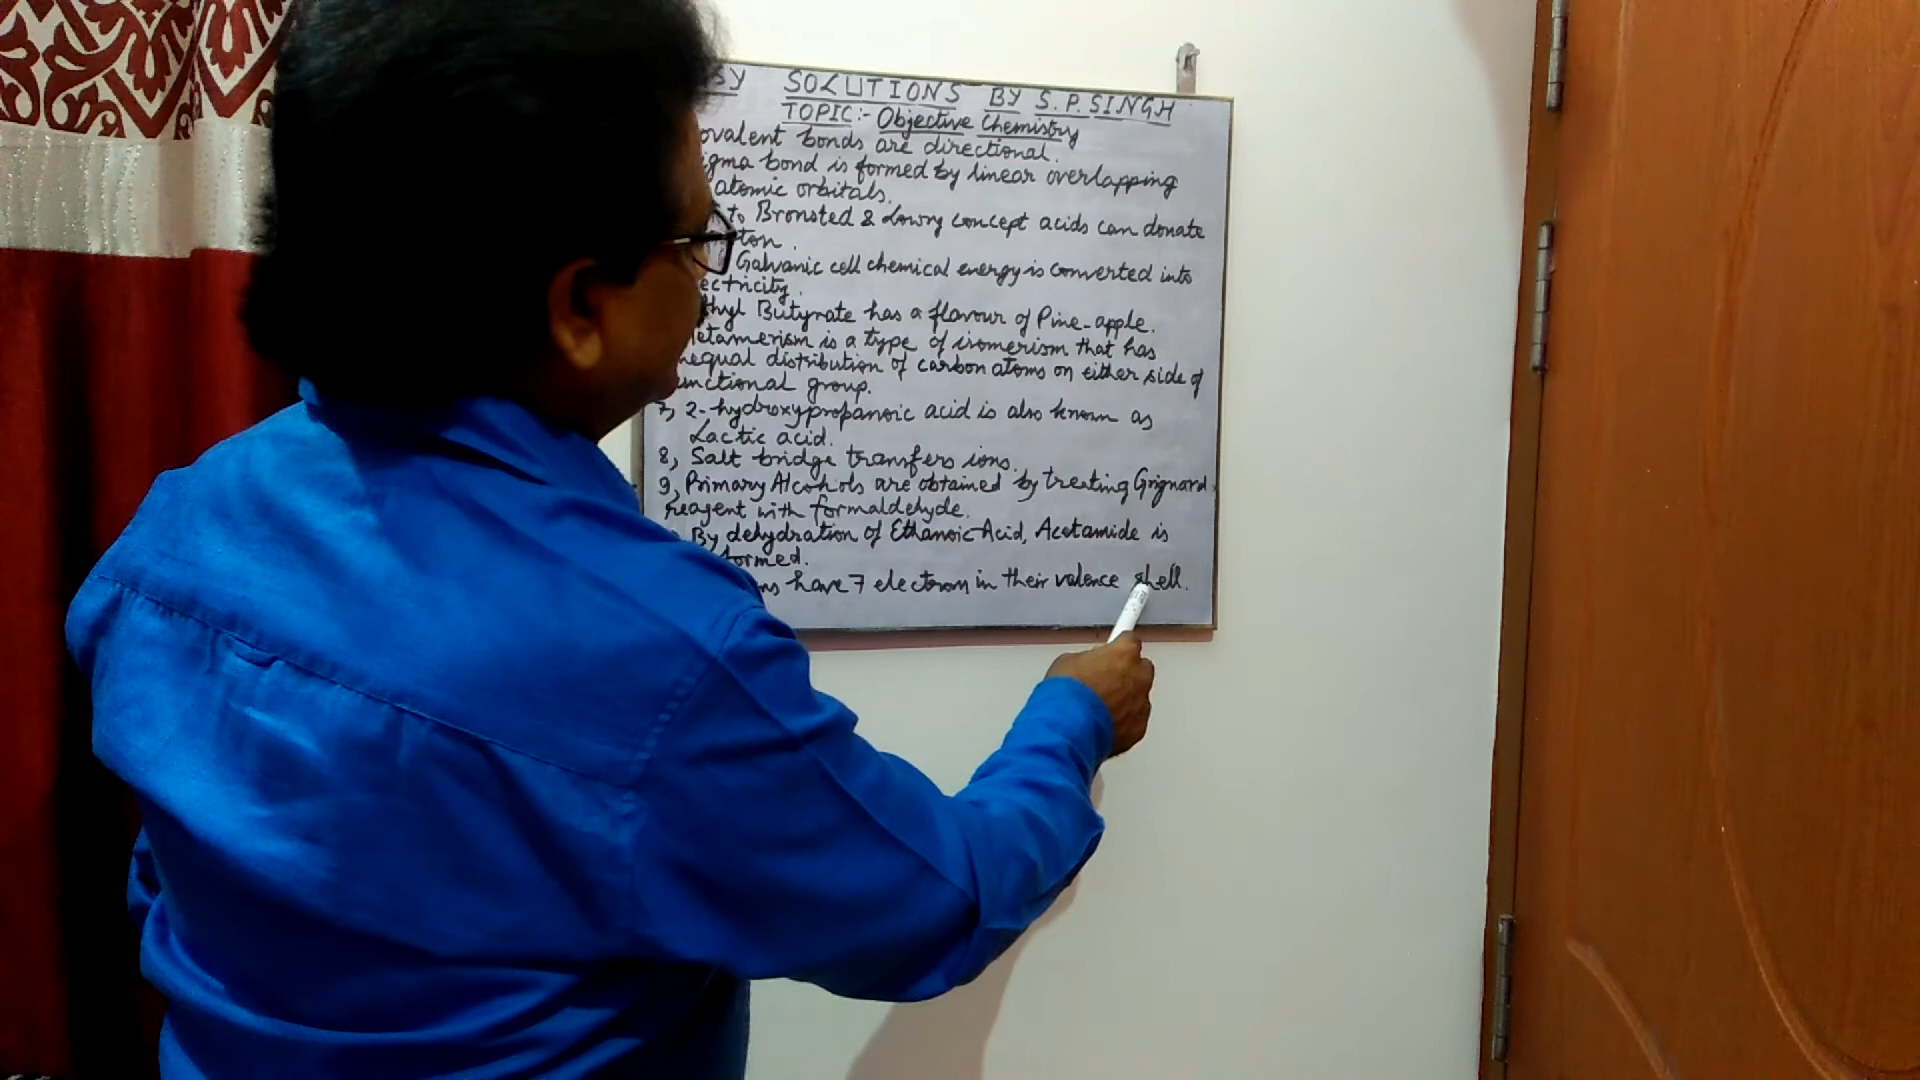 SOLUTIONS BY S.P.SINGH
TOPIC:- Objective Chemistry
ovalent bonds are directional.
igma bond is formed by linear overlapping
atomic orbitals.
to Bronsted & Lowry concept acids can donate
ton.
Galvanic cell chemical energy is converted into
ectricity.
thyl Butyrate has a flavour of Pine-apple.
etamerism is a type of isomerism that has
nequal distribution of carbon atoms on either side of
unctional group.
7, 2-hydroxypropanoic acid is also known as
Lactic acid.
8, Salt bridge transfers ions.
9, Primary Alcohols are obtained by treating Grignard
reagent with formaldehyde.
By dehydration of Ethanoic Acid, Acetamide is
formed.
ns have 7 electron in their valence shell.